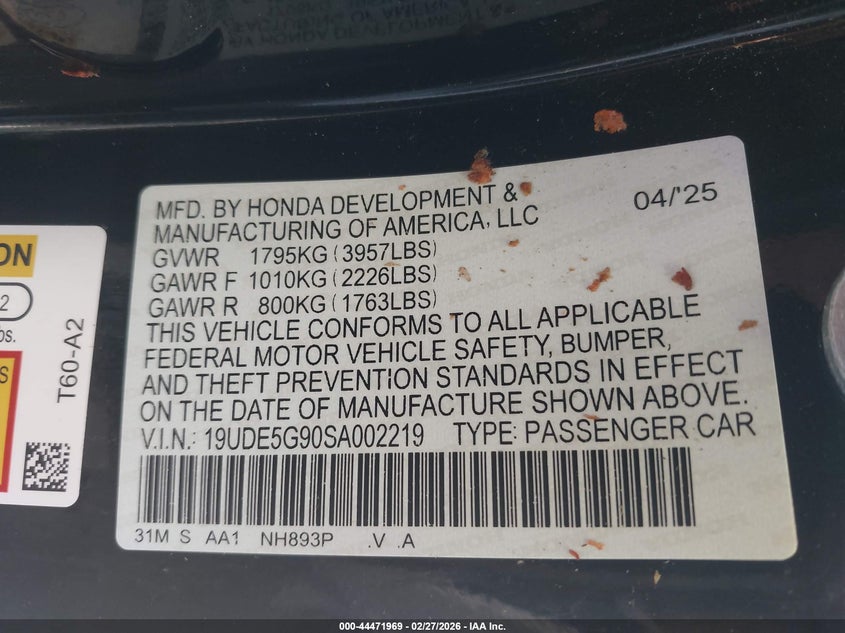 MFD. BY HONDA DEVELOPMENT &
MANUFACTURING OF AMERICA, LLC
04/'25
GVWR 1795KG (3957LBS)
GAWR F 1010KG (2226LBS)
GAWR R 800KG (1763LBS)
THIS VEHICLE CONFORMS TO ALL APPLICABLE
FEDERAL MOTOR VEHICLE SAFETY, BUMPER,
AND THEFT PREVENTION STANDARDS IN EFFECT
ON THE DATE OF MANUFACTURE SHOWN ABOVE.
V.I.N.: 19UDE5G90SA002219 TYPE: PASSENGER CAR
31M S AA1 NH893P .V .A
ON
2
bs.
S
T60-A2
000-44471969 - 02/27/2026 - IAA Inc.